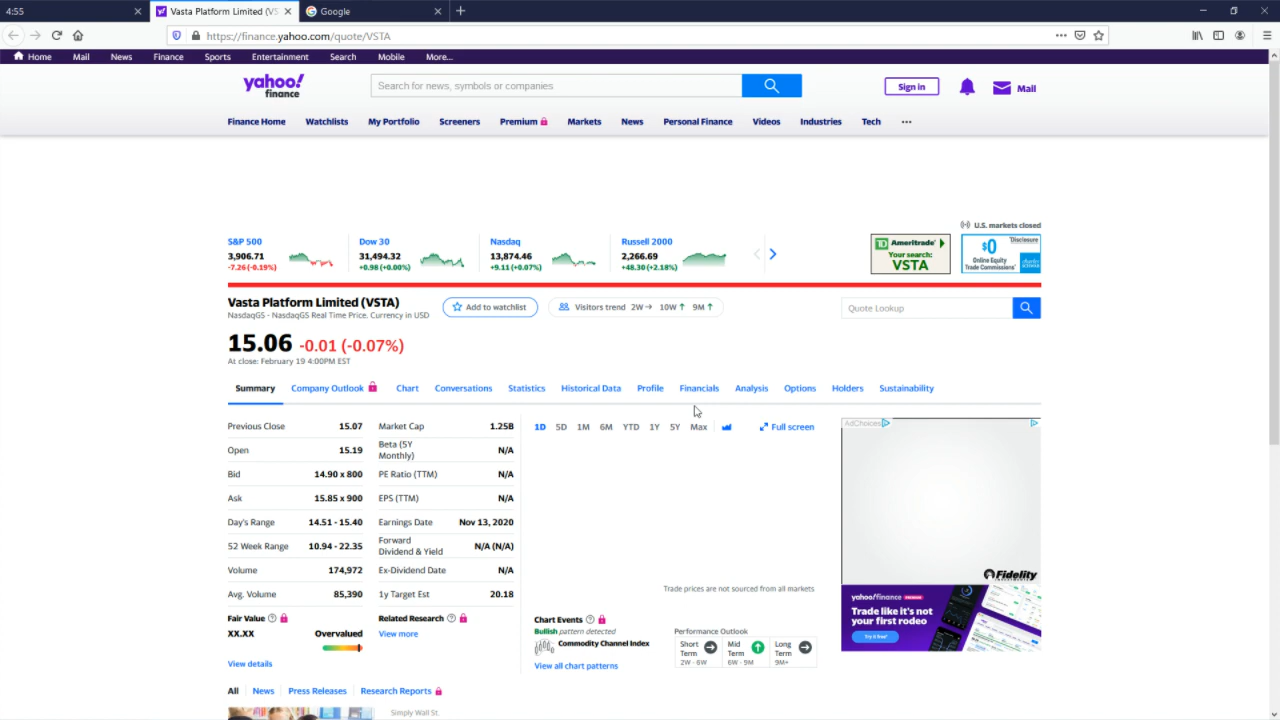 4:55
Vasta Platform Limited (VS
Google
https://finance.yahoo.com/quote/VSTA
Home Mail News Finance Sports Entertainment Search Mobile More...
yahoo!
finance
Search for news, symbols or companies
Sign in
Mail
Finance Home Watchlists My Portfolio Screeners Premium Markets News Personal Finance Videos Industries Tech
U.S. markets closed
S&P 500 Dow 30 Nasdaq Russell 2000
3,906.71 31,494.32 13,874.46 2,266.69
-7.26 (-0.19%) +0.98 (+0.00%) +9.11 (+0.07%) +48.30 (+2.18%)
Ameritrade
Your search:
VSTA
Disclosure
$0
Online Equity
Trade Commissions
charles SCHWAB
Vasta Platform Limited (VSTA)
NasdaqGS - NasdaqGS Real Time Price. Currency in USD
Add to watchlist
Visitors trend 2W→ 10W↑ 9M↑
Quote Lookup
15.06 -0.01 (-0.07%)
At close: February 19 4:00PM EST
Summary Company Outlook Chart Conversations Statistics Historical Data Profile Financials Analysis Options Holders Sustainability
Previous Close 15.07
Open 15.19
Bid 14.90 x 800
Ask 15.85 x 900
Day's Range 14.51 - 15.40
52 Week Range 10.94 - 22.35
Volume 174,972
Avg. Volume 85,390
Market Cap 1.25B
Beta (5Y
Monthly) N/A
PE Ratio (TTM) N/A
EPS (TTM) N/A
Earnings Date Nov 13, 2020
Forward
Dividend & Yield N/A (N/A)
Ex-Dividend Date N/A
1y Target Est 20.18
Fair Value
XX.XX Overvalued
View details
Related Research
View more
1D 5D 1M 6M YTD 1Y 5Y Max
Full screen
Trade prices are not sourced from all markets
Chart Events
Bullish pattern detected
Commodity Channel Index
View all chart patterns
Performance Outlook
Short
Term
2W - 6W
Mid
Term
6W - 9M
Long
Term
9M+
AdChoices
Fidelity
INVESTMENTS
yahoo!finance PREMIUM
Trade like it's not
your first rodeo
Try it free*
All News Press Releases Research Reports
Simply Wall St.